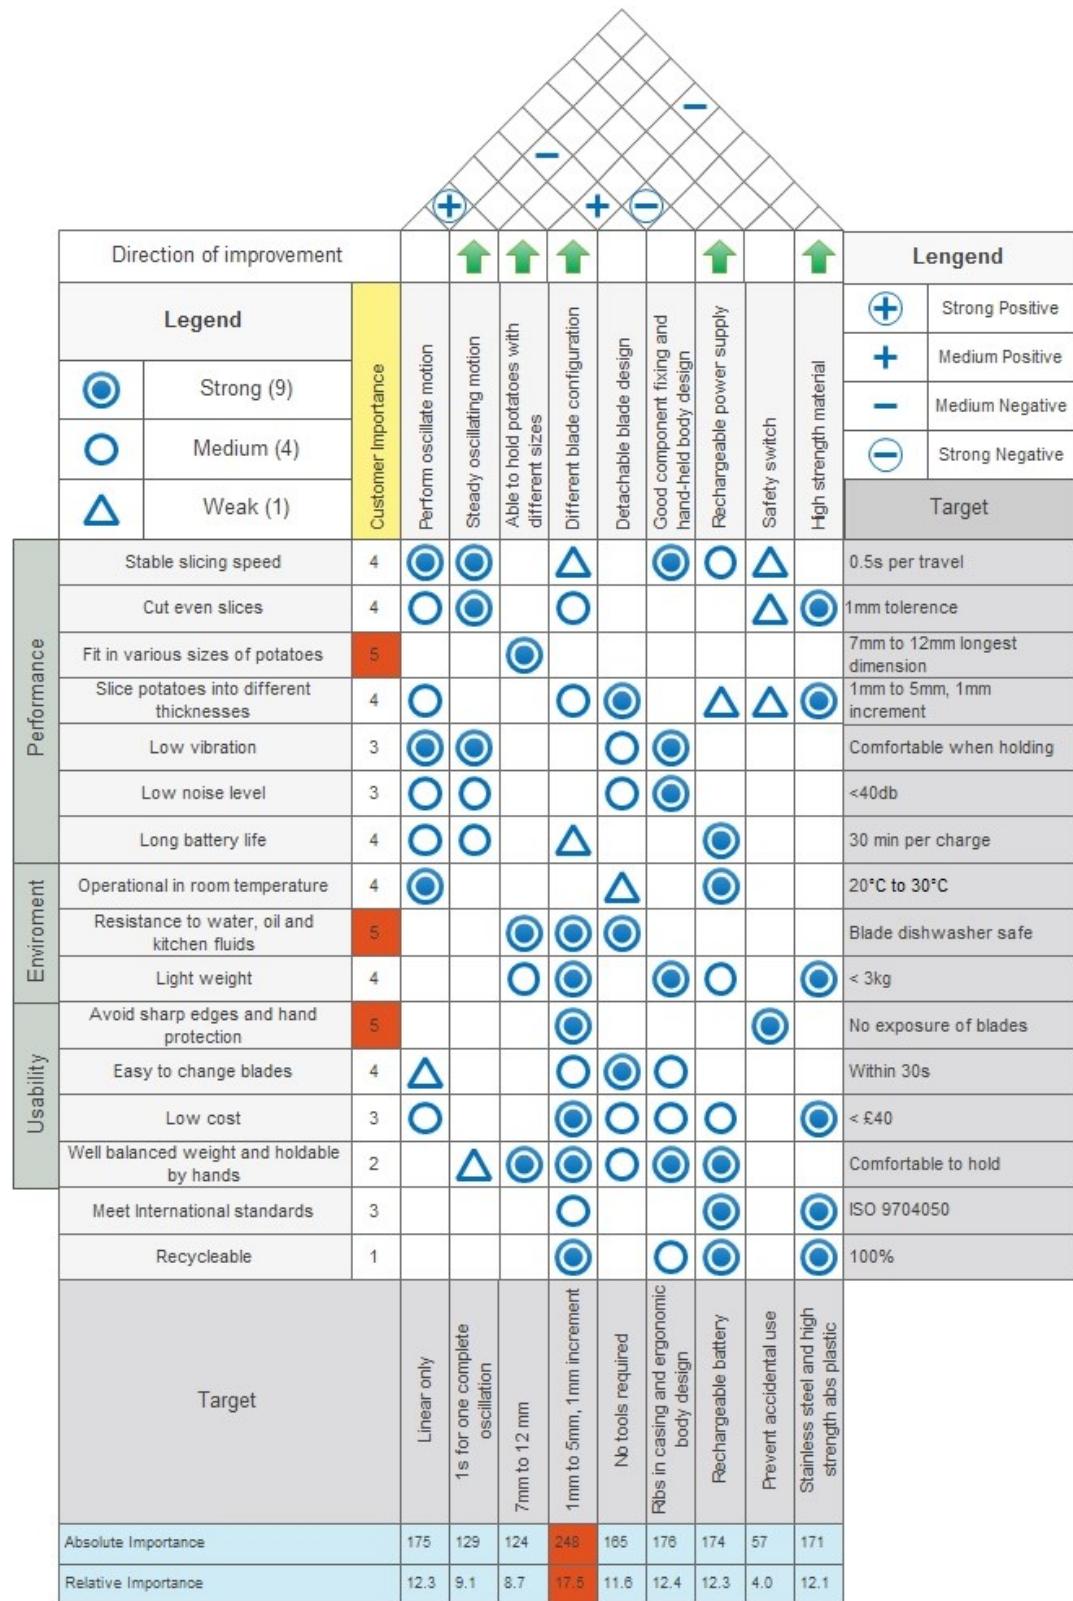 Direction of improvement
Lengend
Legend
Strong (9)
Medium (4)
Weak (1)
Customer Importance
Perform oscillate motion
Steady oscillating motion
Able to hold potatoes with
different sizes
Different blade configuration
Detachable blade design
Good component fixing and
hand-held body design
Rechargeable power supply
Safety switch
High strength material
Strong Positive
Medium Positive
Medium Negative
Strong Negative
Target
Performance
Stable slicing speed 4 0.5s per travel
Cut even slices 4 1mm tolerence
Fit in various sizes of potatoes 5 7mm to 12mm longest
dimension
Slice potatoes into different
thicknesses 4 1mm to 5mm, 1mm
increment
Low vibration 3 Comfortable when holding
Low noise level 3 <40db
Long battery life 4 30 min per charge
Enviroment
Operational in room temperature 4 20°C to 30°C
Resistance to water, oil and
kitchen fluids 5 Blade dishwasher safe
Light weight 4 < 3kg
Usability
Avoid sharp edges and hand
protection 5 No exposure of blades
Easy to change blades 4 Within 30s
Low cost 3 < £40
Well balanced weight and holdable
by hands 2 Comfortable to hold
Meet International standards 3 ISO 9704050
Recycleable 1 100%
Target
Linear only
1s for one complete
oscillation
7mm to 12 mm
1mm to 5mm, 1mm increment
No tools required
Ribs in casing and ergonomic
body design
Rechargeable battery
Prevent accidental use
Stainless steel and high
strength abs plastic
Absolute Importance 175 129 124 248 165 176 174 57 171
Relative Importance 12.3 9.1 8.7 17.5 11.6 12.4 12.3 4.0 12.1